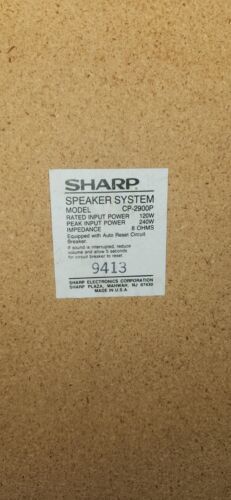 SHARP
SPEAKER SYSTEM
MODEL CP-2900P
RATED INPUT POWER 120W
PEAK INPUT POWER 240W
IMPEDANCE 8 OHMS
Equipped with Auto Reset Circuit
Breaker.
If sound is interrupted, reduce
volume and allow 5 seconds
for circuit breaker to reset.
9413
SHARP ELECTRONICS CORPORATION
SHARP PLAZA, MAHWAH, NJ 07430
MADE IN U.S.A.